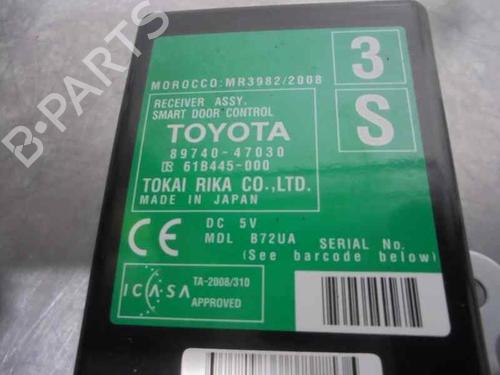 MOROCCO:MR3982/2008
3
S
RECEIVER ASSY,
SMART DOOR CONTROL
TOYOTA
89740-47030
61B445-000
TOKAI RIKA CO.,LTD.
MADE IN JAPAN
DC 5V
MDL B72UA SERIAL No.
(See barcode below)
CE
ICASA
TA-2008/310
APPROVED
B-PARTS